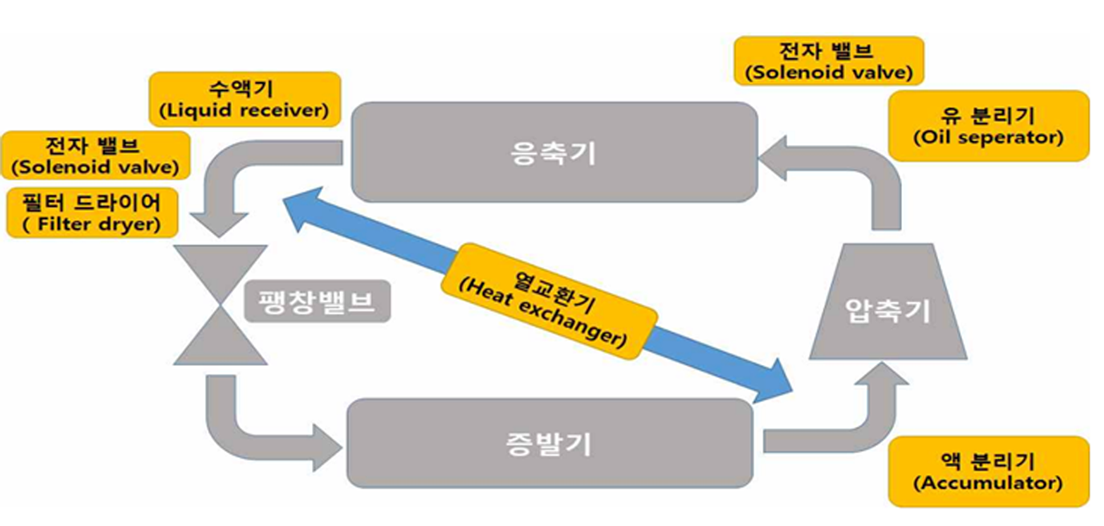 전자 밸브
(Solenoid valve)
수액기
(Liquid receiver)
유 분리기
(Oil seperator)
전자 밸브
(Solenoid valve)
응축기
필터 드라이어
( Filter dryer)
열교환기
(Heat exchanger)
팽창밸브
압축기
증발기
액 분리기
(Accumulator)